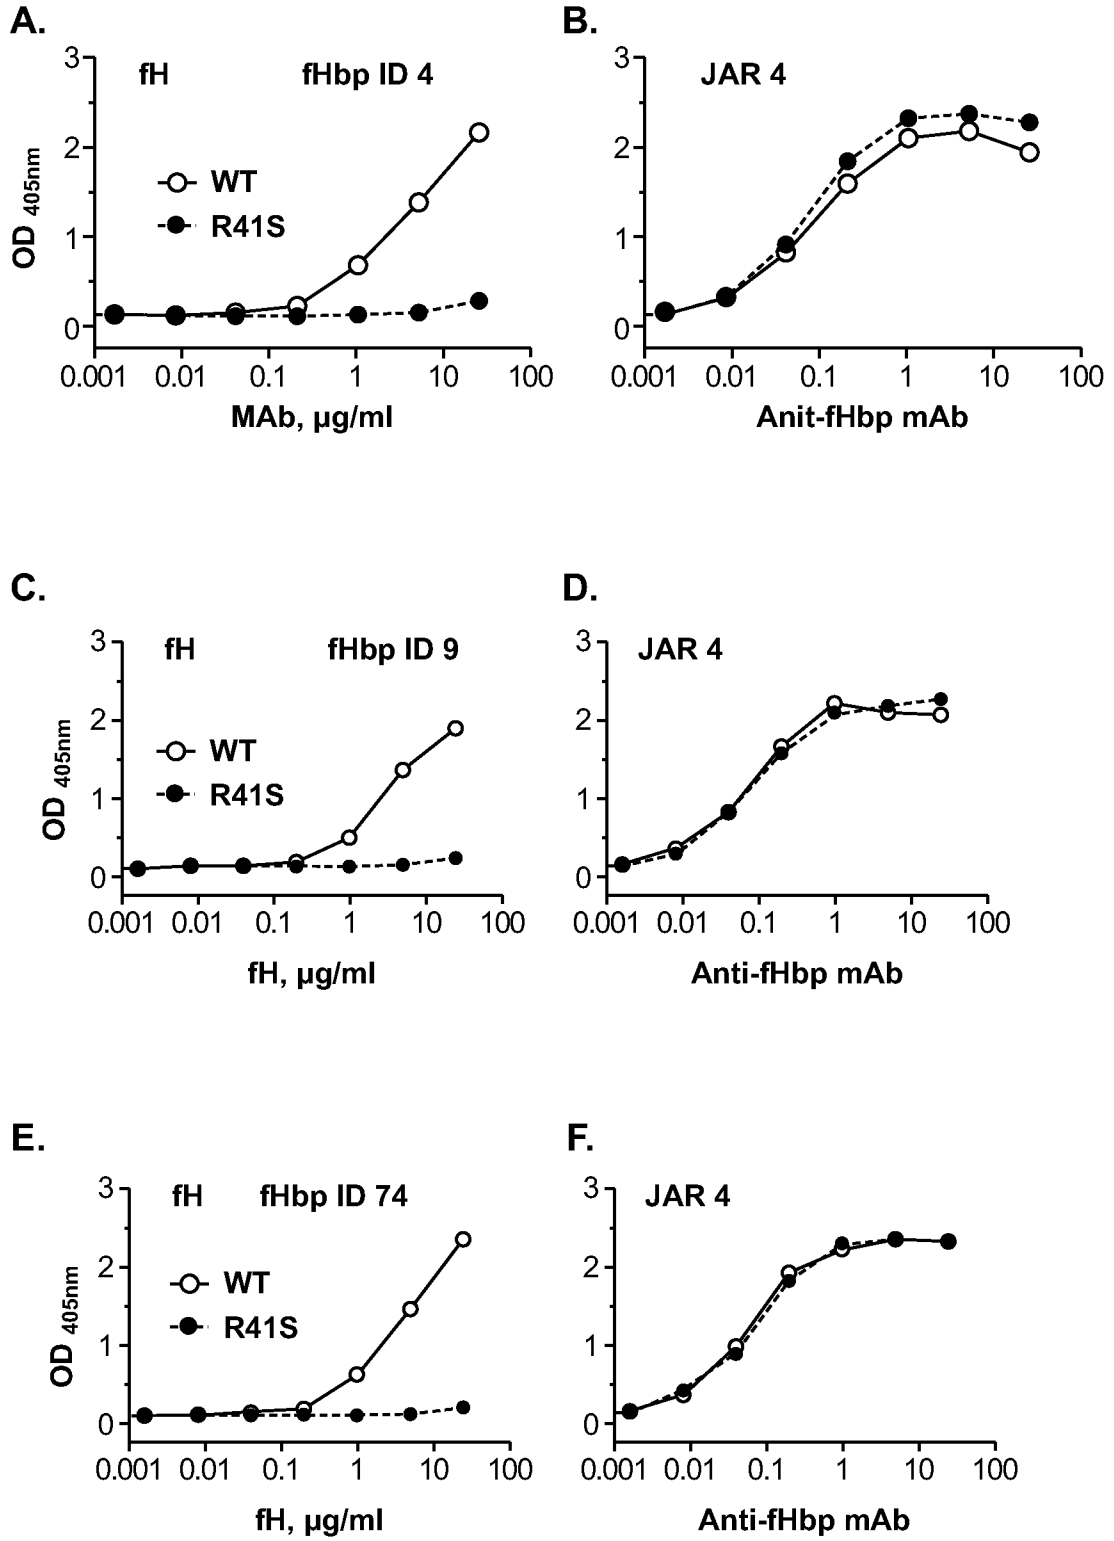 A.
fH fHbp ID 4
3
2
1
0
OD 405nm
WT
R41S
0.001 0.01 0.1 1 10 100
MAb, µg/ml
B.
JAR 4
3
2
1
0
0.001 0.01 0.1 1 10 100
Anit-fHbp mAb
C.
fH fHbp ID 9
3
2
1
0
OD 405nm
WT
R41S
0.001 0.01 0.1 1 10 100
fH, µg/ml
D.
JAR 4
3
2
1
0
0.001 0.01 0.1 1 10 100
Anti-fHbp mAb
E.
fH fHbp ID 74
3
2
1
0
OD 405nm
WT
R41S
0.001 0.01 0.1 1 10 100
fH, µg/ml
F.
JAR 4
3
2
1
0
0.001 0.01 0.1 1 10 100
Anti-fHbp mAb